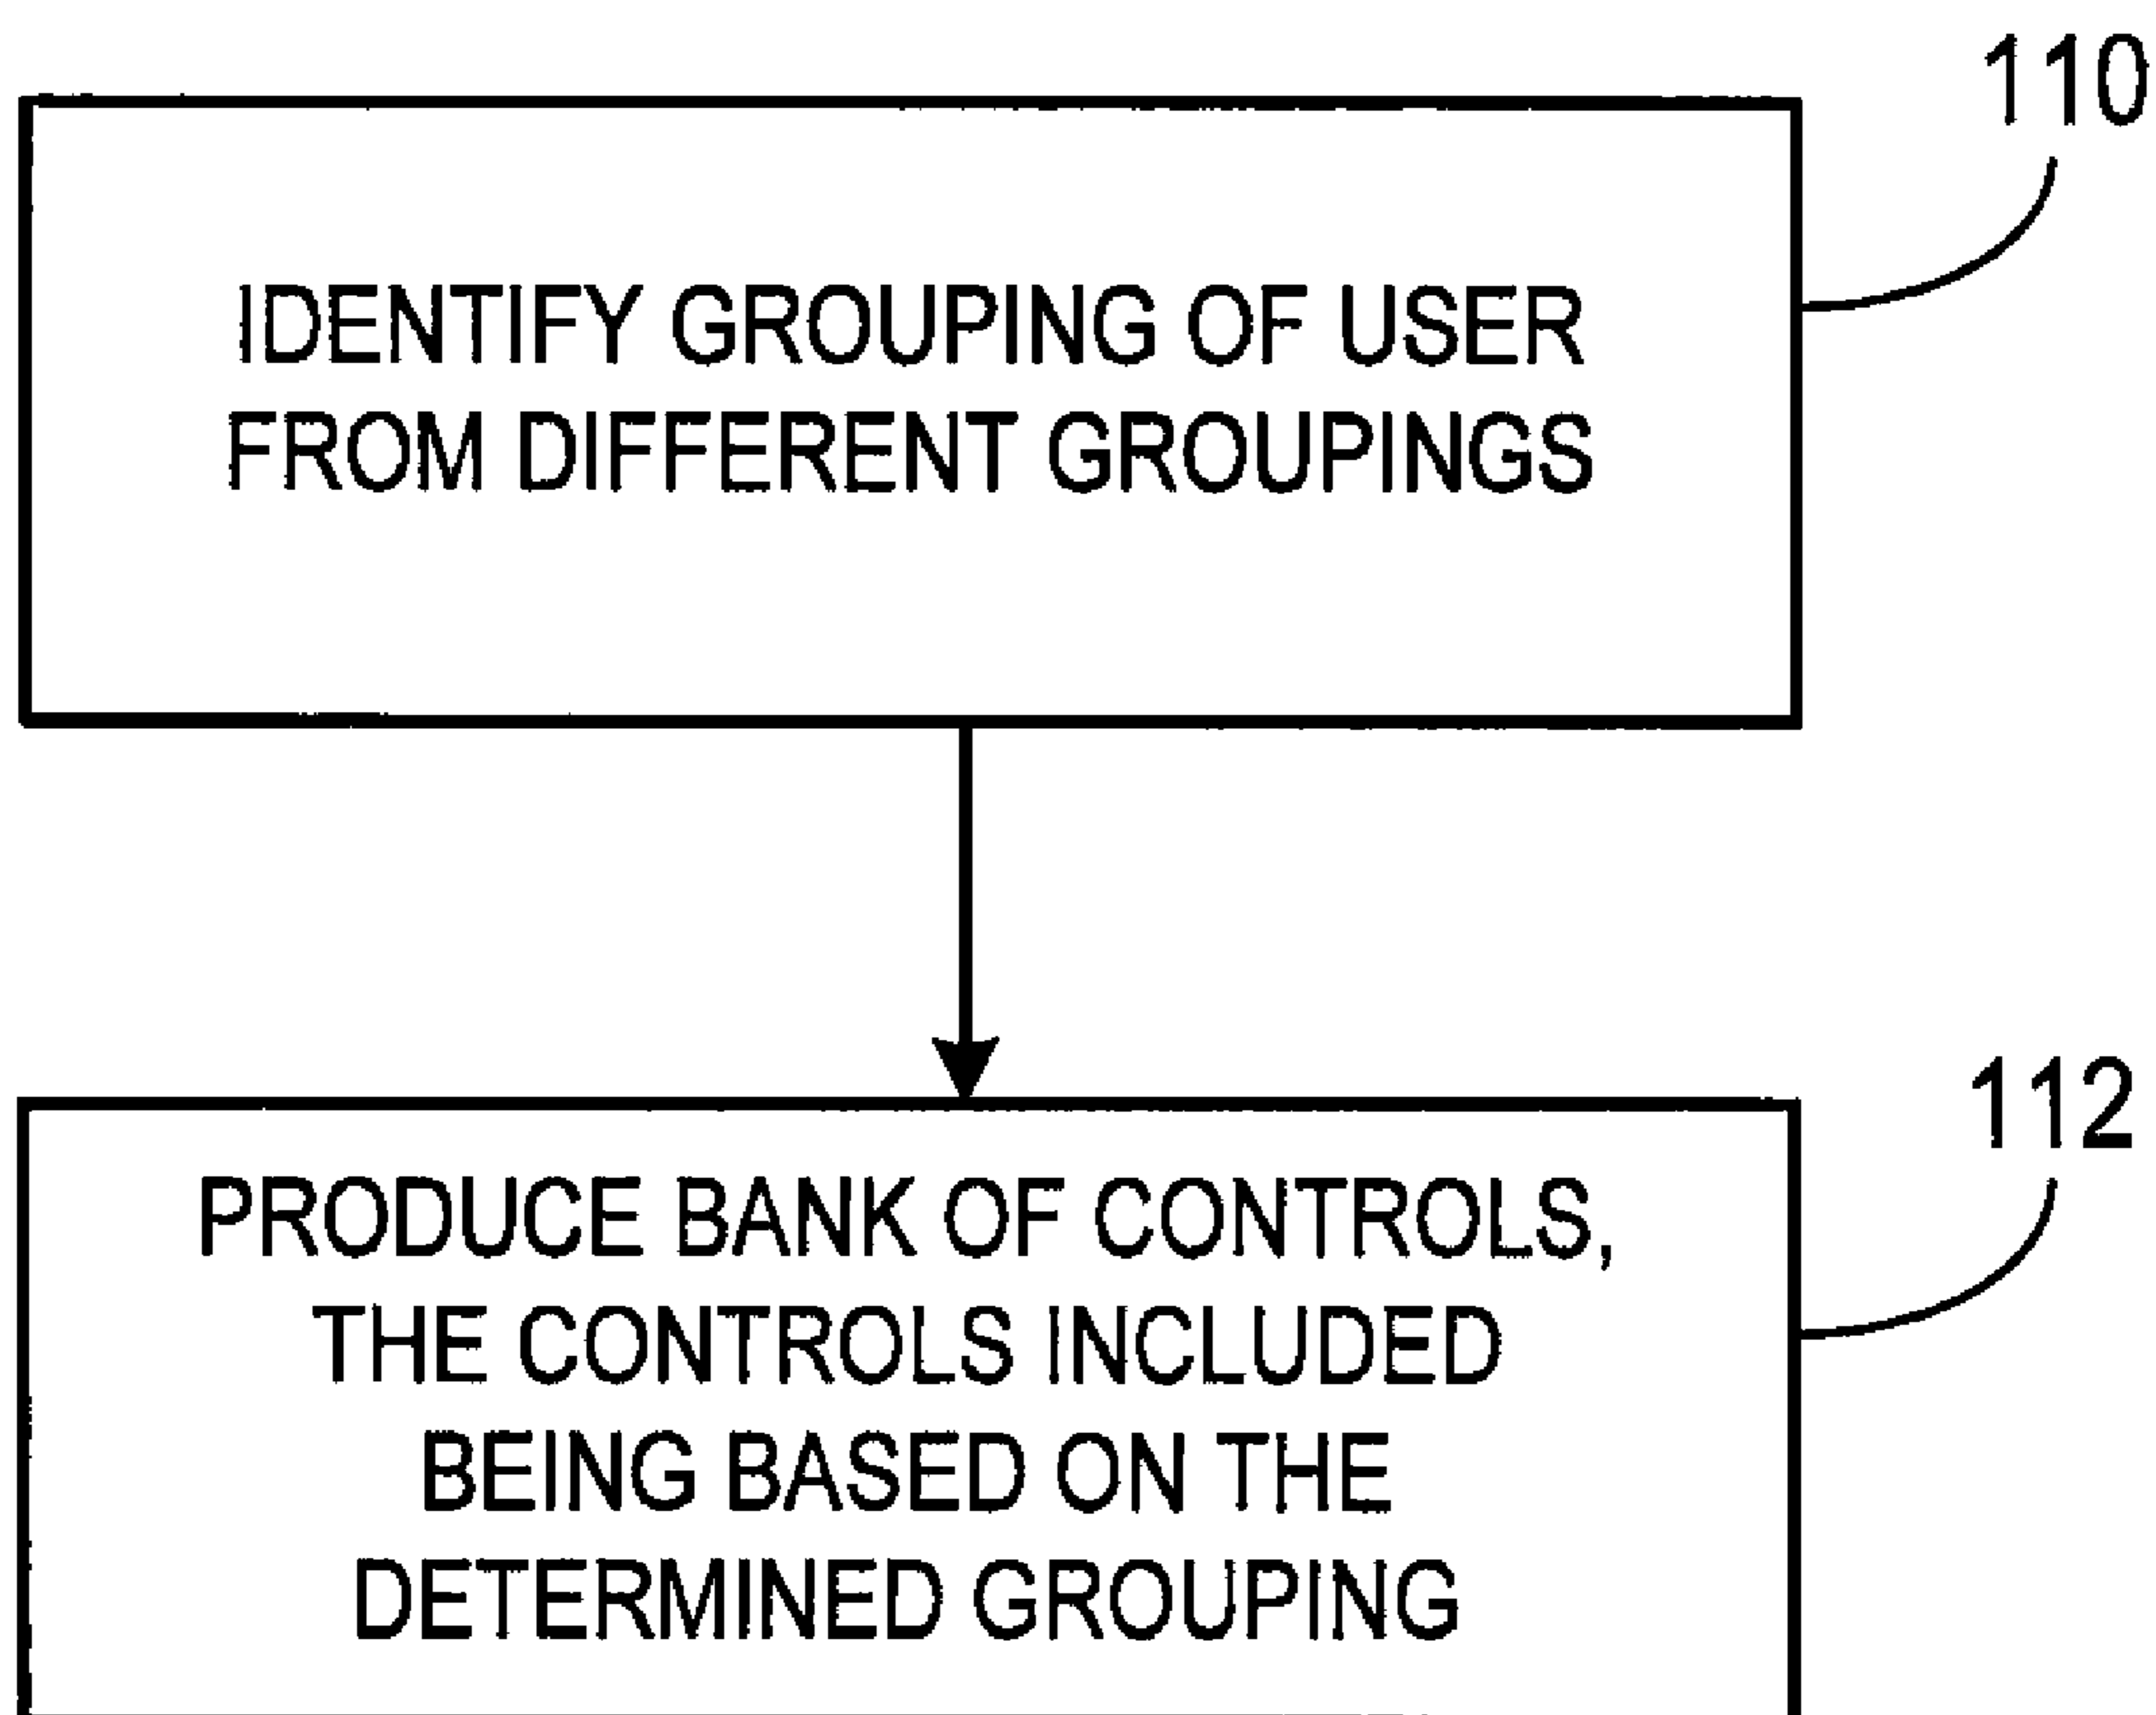 110
IDENTIFY GROUPING OF USER
FROM DIFFERENT GROUPINGS
112
PRODUCE BANK OF CONTROLS,
THE CONTROLS INCLUDED
BEING BASED ON THE
DETERMINED GROUPING